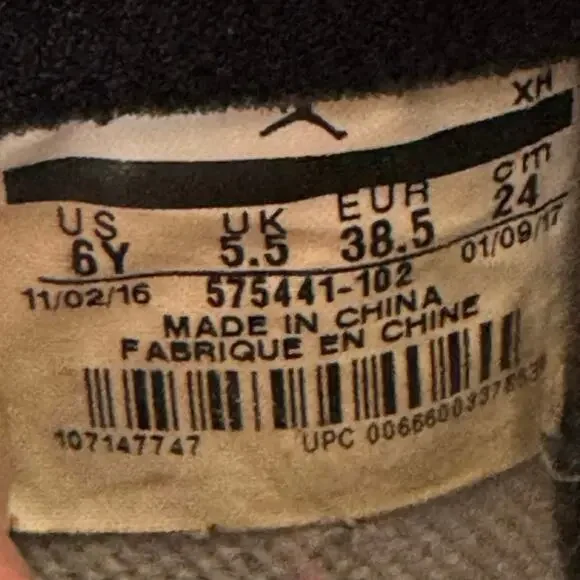 XH
US UK EUR cm
6Y 5.5 38.5 24
11/02/16 575441-102 01/09/17
MADE IN CHINA
FABRIQUE EN CHINE
107147747 UPC